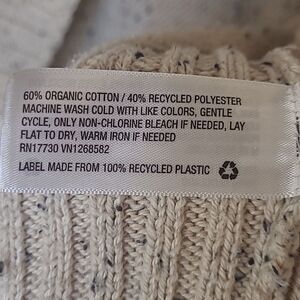 60% ORGANIC COTTON / 40% RECYCLED POLYESTER
MACHINE WASH COLD WITH LIKE COLORS, GENTLE
CYCLE, ONLY NON-CHLORINE BLEACH IF NEEDED, LAY
FLAT TO DRY, WARM IRON IF NEEDED
RN17730 VN1268582
LABEL MADE FROM 100% RECYCLED PLASTIC